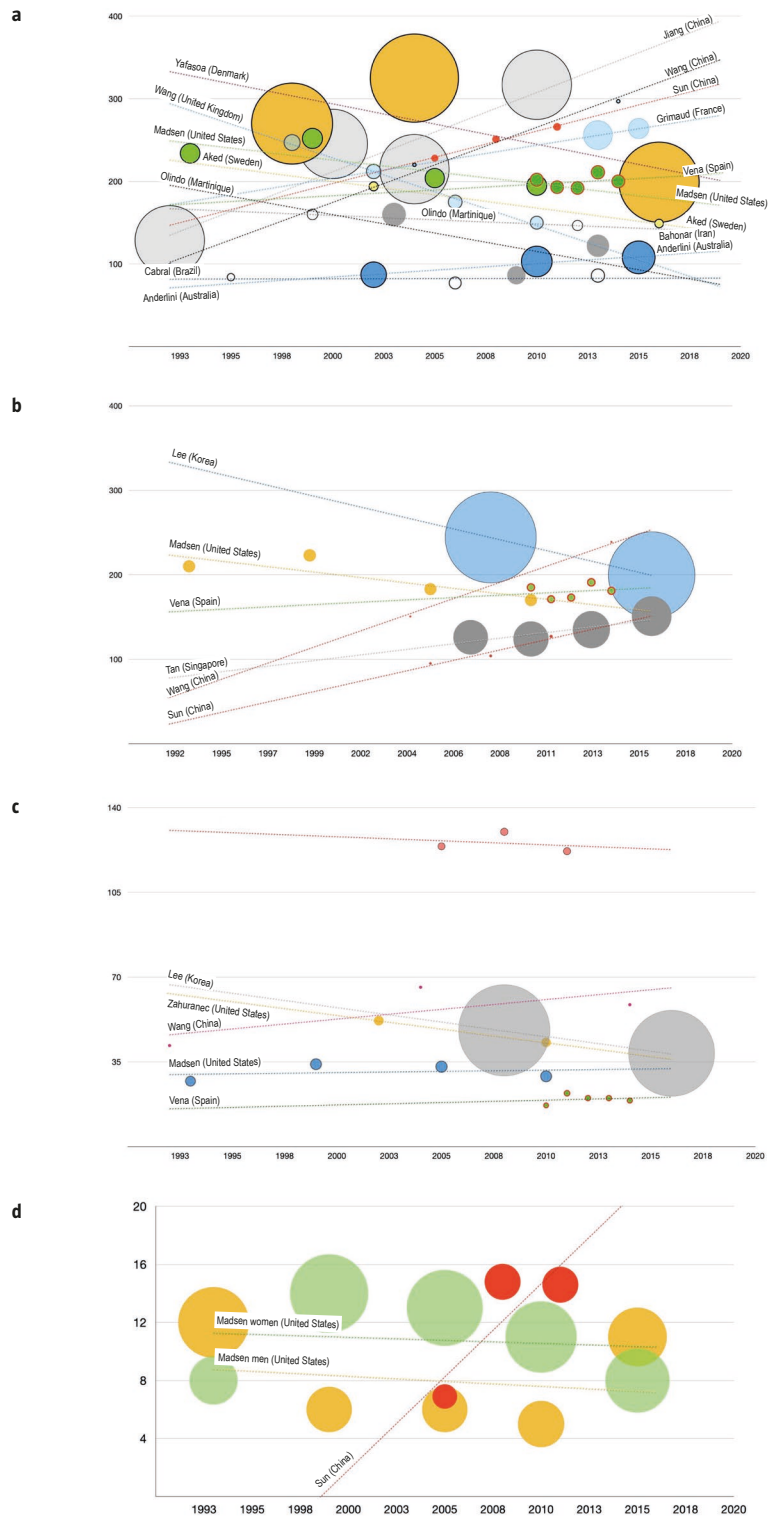 a
400
Jiang (China)
Yafasoa (Denmark)
Wang (China)
Wang (United Kingdom)
Sun (China)
300
Grimaud (France)
Madsen (United States)
Aked (Sweden)
Vena (Spain)
Olindo (Martinique)
200
Madsen (United States)
Olindo (Martinique)
Aked (Sweden)
Bahonar (Iran)
Anderlini (Australia)
100
Cabral (Brazil)
Anderlini (Australia)
1993 1995 1998 2000 2003 2005 2008 2010 2013 2015 2018 2020
b
400
Lee (Korea)
300
Madsen (United States)
200
Vena (Spain)
100
Tan (Singapore)
Wang (China)
Sun (China)
1992 1995 1997 1999 2002 2004 2006 2008 2011 2013 2015 2018 2020
c
140
105
70
Lee (Korea)
Zahuranec (United States)
Wang (China)
35
Madsen (United States)
Vena (Spain)
1993 1995 1998 2000 2003 2005 2008 2010 2013 2015 2018 2020
d
20
16
12
Madsen women (United States)
Madsen men (United States)
8
4
Sun (China)
1993 1995 1998 2000 2003 2005 2008 2010 2013 2015 2018 2020